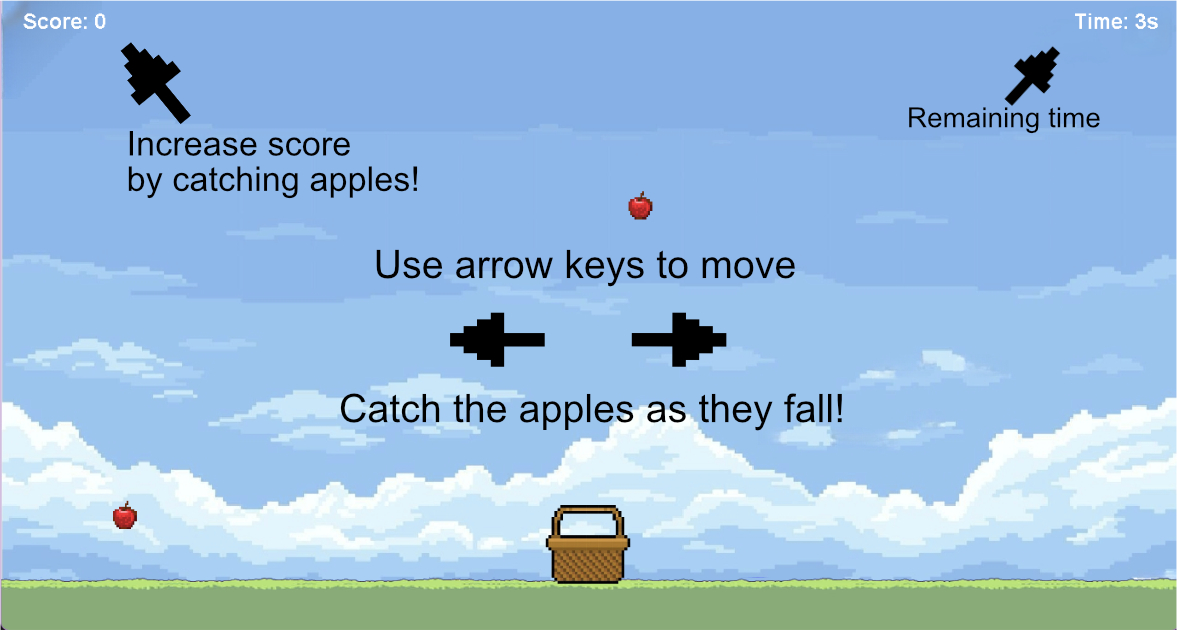 Score: 0
Time: 3s
Increase score
by catching apples!
Remaining time
Use arrow keys to move
Catch the apples as they fall!